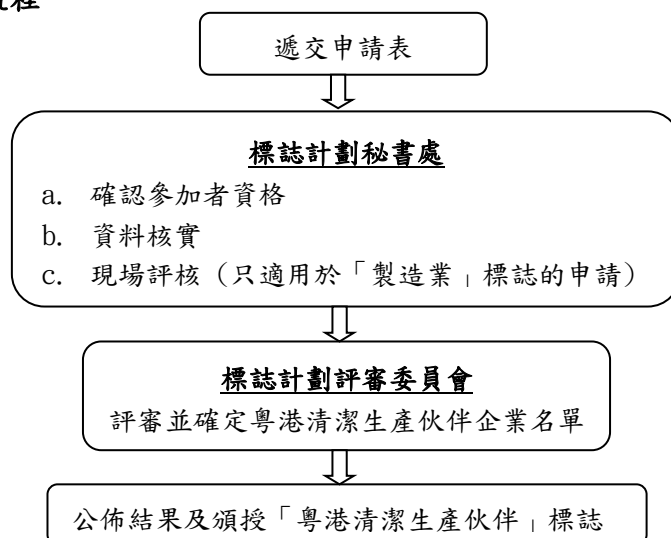 程
遞交申請表
標誌計劃秘書處
a. 確認參加者資格
b. 資料核實
c. 現場評核（只適用於「製造業」標誌的申請）
標誌計劃評審委員會
評審並確定粵港清潔生產伙伴企業名單
公佈結果及頒授「粵港清潔生產伙伴」標誌